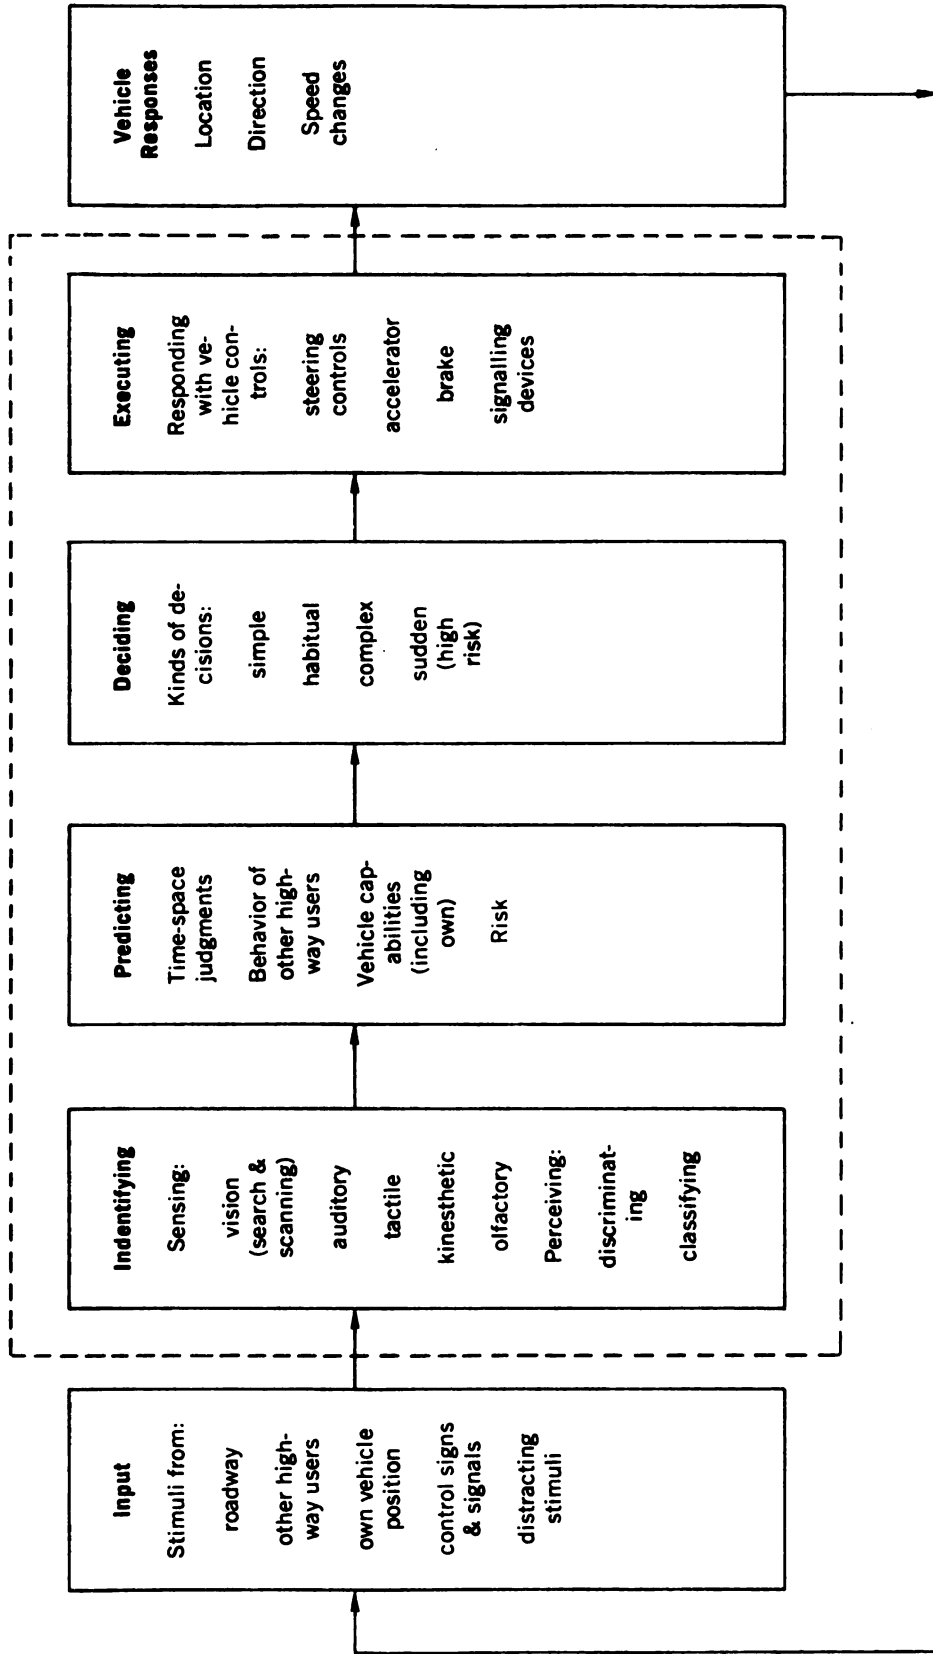 Input
Stimuli from:
roadway
other high-
way users
own vehicle
position
control signs
& signals
distracting
stimuli
Indentifying
Sensing:
vision
(search &
scanning)
auditory
tactile
kinesthetic
olfactory
Perceiving:
discriminat-
ing
classifying
Predicting
Time-space
judgments
Behavior of
other high-
way users
Vehicle cap-
abilities
(including
own)
Risk
Deciding
Kinds of de-
cisions:
simple
habitual
complex
sudden
(high
risk)
Executing
Responding
with ve-
hicle con-
trols:
steering
controls
accelerator
brake
signalling
devices
Vehicle
Responses
Location
Direction
Speed
changes